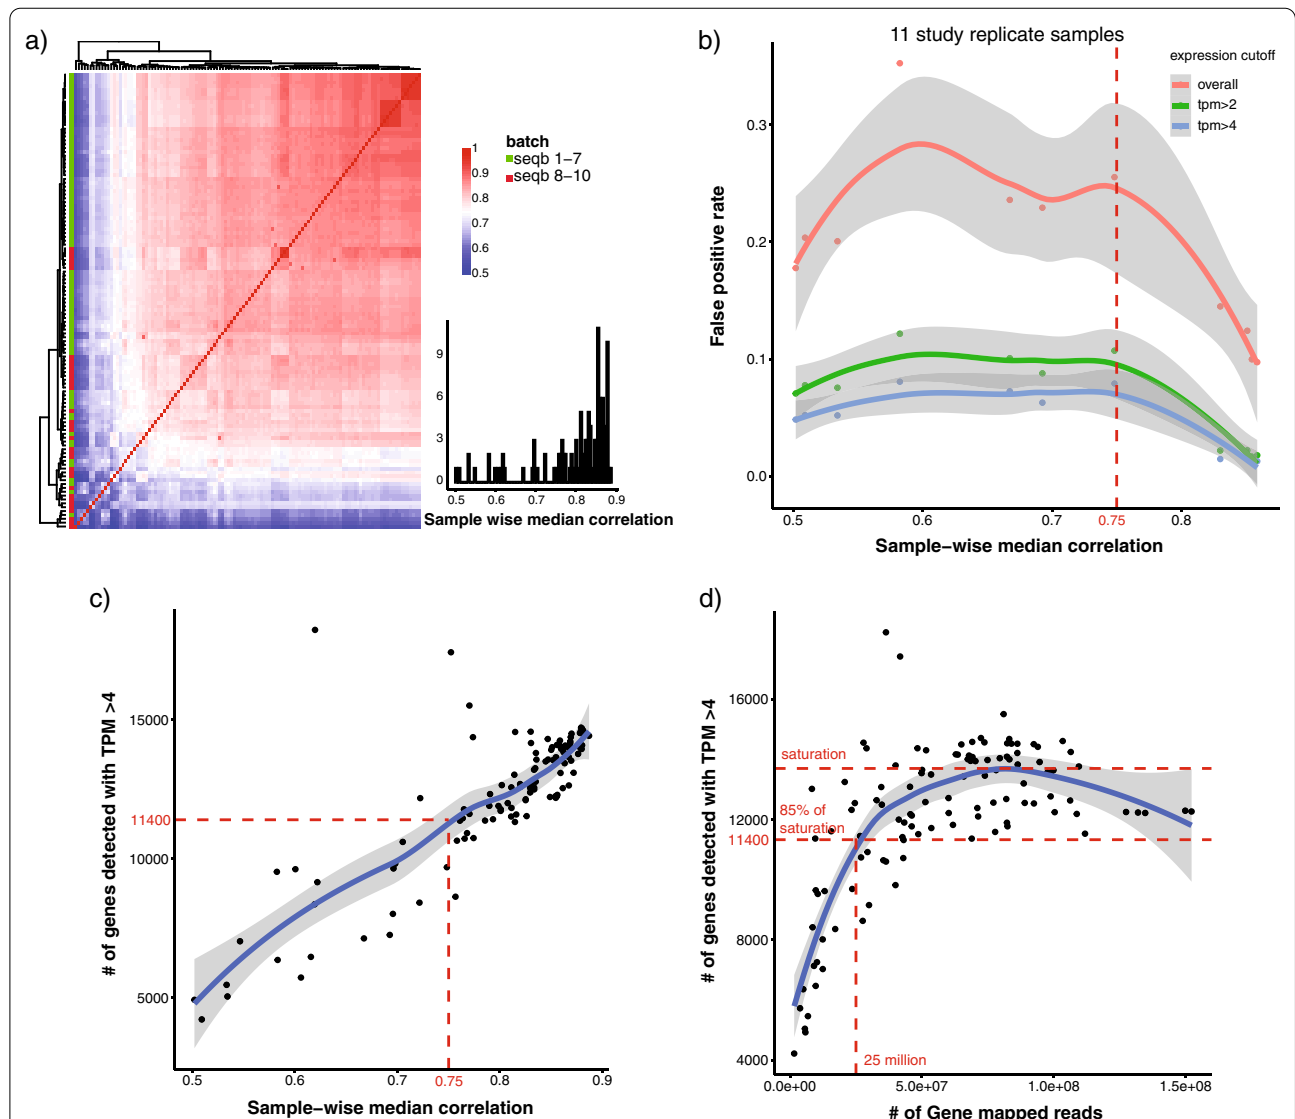 a)
batch
seqb 1−7
seqb 8−10
1
0.9
0.8
0.7
0.6
0.5
9
6
3
0
0.5 0.6 0.7 0.8 0.9
Sample wise median correlation
b)
11 study replicate samples
expression cutoff
overall
tpm>2
tpm>4
False positive rate
0.3
0.2
0.1
0.0
0.5 0.6 0.7 0.75 0.8
Sample−wise median correlation
c)
# of genes detected with TPM >4
15000
11400
10000
5000
0.5 0.6 0.7 0.75 0.8 0.9
Sample−wise median correlation
d)
# of genes detected with TPM >4
16000
saturation
85% of
saturation
12000
11400
8000
4000
25 million
0.0e+00 5.0e+07 1.0e+08 1.5e+08
# of Gene mapped reads